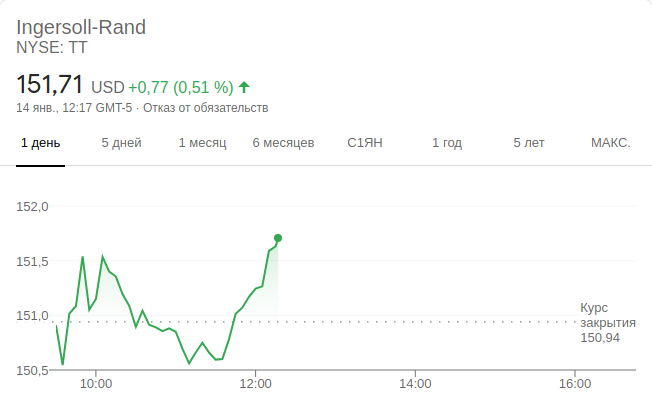 Ingersoll-Rand
NYSE: TT
151,71 USD +0,77 (0,51 %)
14 янв., 12:17 GMT-5 · Отказ от обязательств
1 день 5 дней 1 месяц 6 месяцев С1ЯН 1 год 5 лет МАКС.
152,0
151,5
151,0
150,5
Курс
закрытия
150,94
10:00 12:00 14:00 16:00